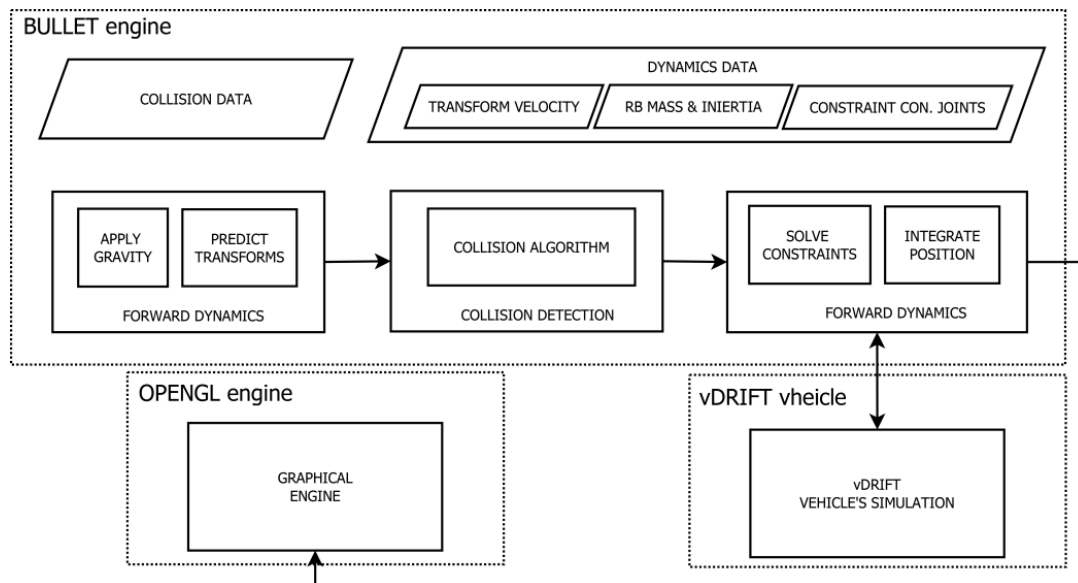 BULLET engine
COLLISION DATA
DYNAMICS DATA
TRANSFORM VELOCITY
RB MASS & INIERTIA
CONSTRAINT CON. JOINTS
APPLY
GRAVITY
PREDICT
TRANSFORMS
FORWARD DYNAMICS
COLLISION ALGORITHM
COLLISION DETECTION
SOLVE
CONSTRAINTS
INTEGRATE
POSITION
FORWARD DYNAMICS
OPENGL engine
GRAPHICAL
ENGINE
vDRIFT vheicle
vDRIFT
VEHICLE'S SIMULATION